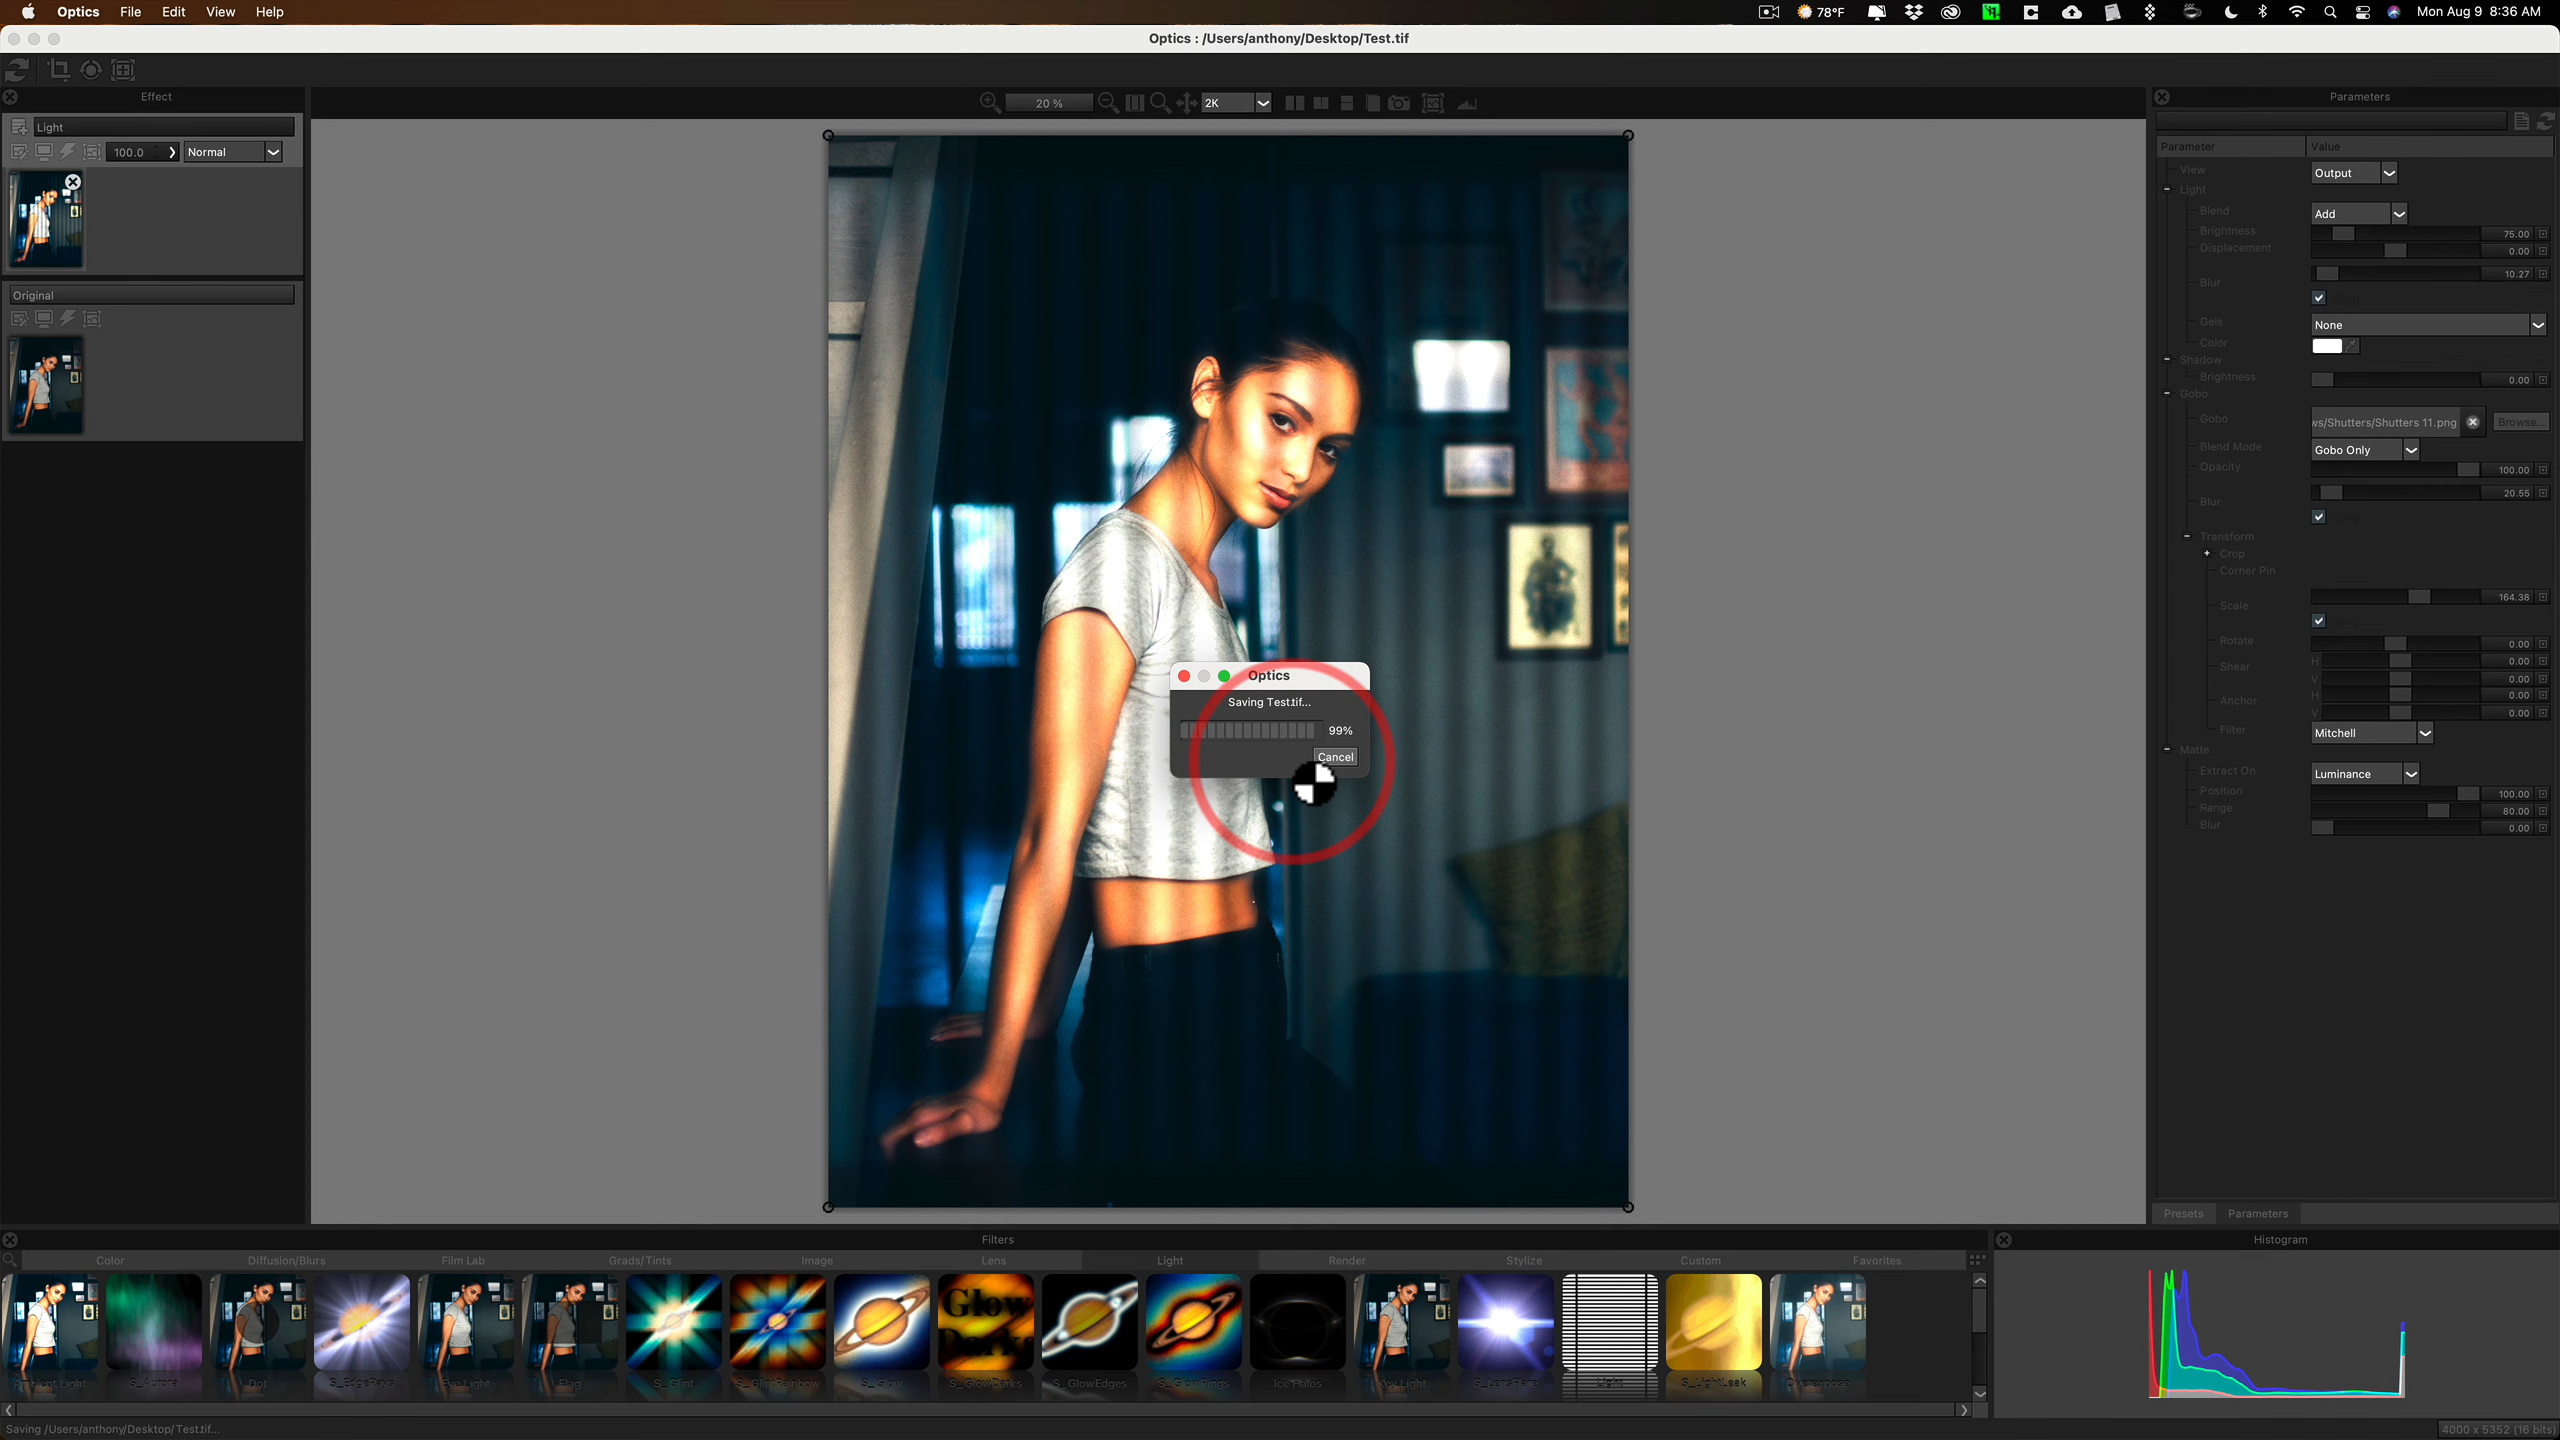 Optics File Edit View Help
78°F Mon Aug 9 8:36 AM
Optics : /Users/anthony/Desktop/Test.tif
Effect
Light
100.0 Normal
Original
20 % 2K
Parameters
Parameter Value
View Output
Light
Blend Add
Brightness 75.00
Displacement 0.00
10.27
Blur
Gels None
Color
Shadow
Brightness 0.00
Gobo
Gobo ws/Shutters/Shutters 11.png Browse...
Blend Mode Gobo Only
Opacity 100.00
20.55
Blur
Transform
Crop
Corner Pin
164.38
Scale
Rotate 0.00
H 0.00
Shear
V 0.00
H 0.00
Anchor
V 0.00
Filter Mitchell
Matte
Extract On Luminance
Position 100.00
Range 80.00
Blur 0.00
Presets Parameters
Optics
Saving Test.tif...
99%
Cancel
Filters
Color Diffusion/Blurs Film Lab Grads/Tints Image Lens Light Render Stylize Custom Favorites
Glow
Darks
Ambient Light S_Aurora Dot S_EdgeRays Eye Light Flag S_Glint S_GlintRainbow S_Glow S_GlowDarks S_GlowEdges S_GlowRings Ice Halos Key Light S_LensFlare Light S_LightLeak Overexpose
Histogram
Saving /Users/anthony/Desktop/Test.tif...
4000 x 5352 (16 bits)